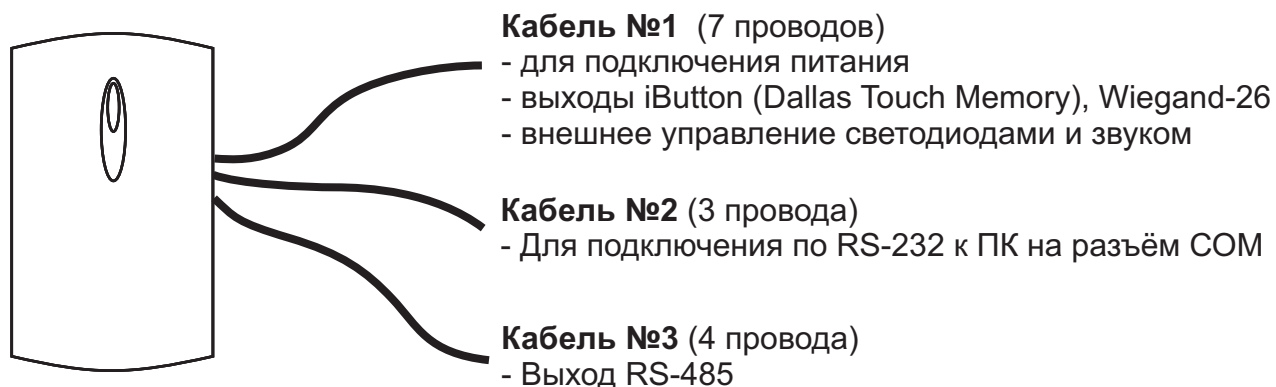 Кабель №1 (7 проводов)
- для подключения питания
- выходы iButton (Dallas Touch Memory), Wiegand-26
- внешнее управление светодиодами и звуком
Кабель №2 (3 провода)
- Для подключения по RS-232 к ПК на разъём COM
Кабель №3 (4 провода)
- Выход RS-485